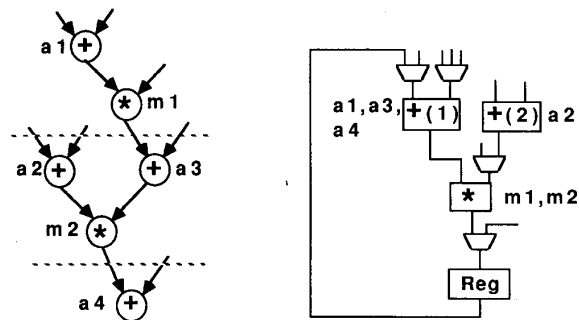 a1 +
* m1
a2 + + a3
m2 *
a4 +
a1,a3, +(1) +(2) a2
a4
* m1,m2
Reg